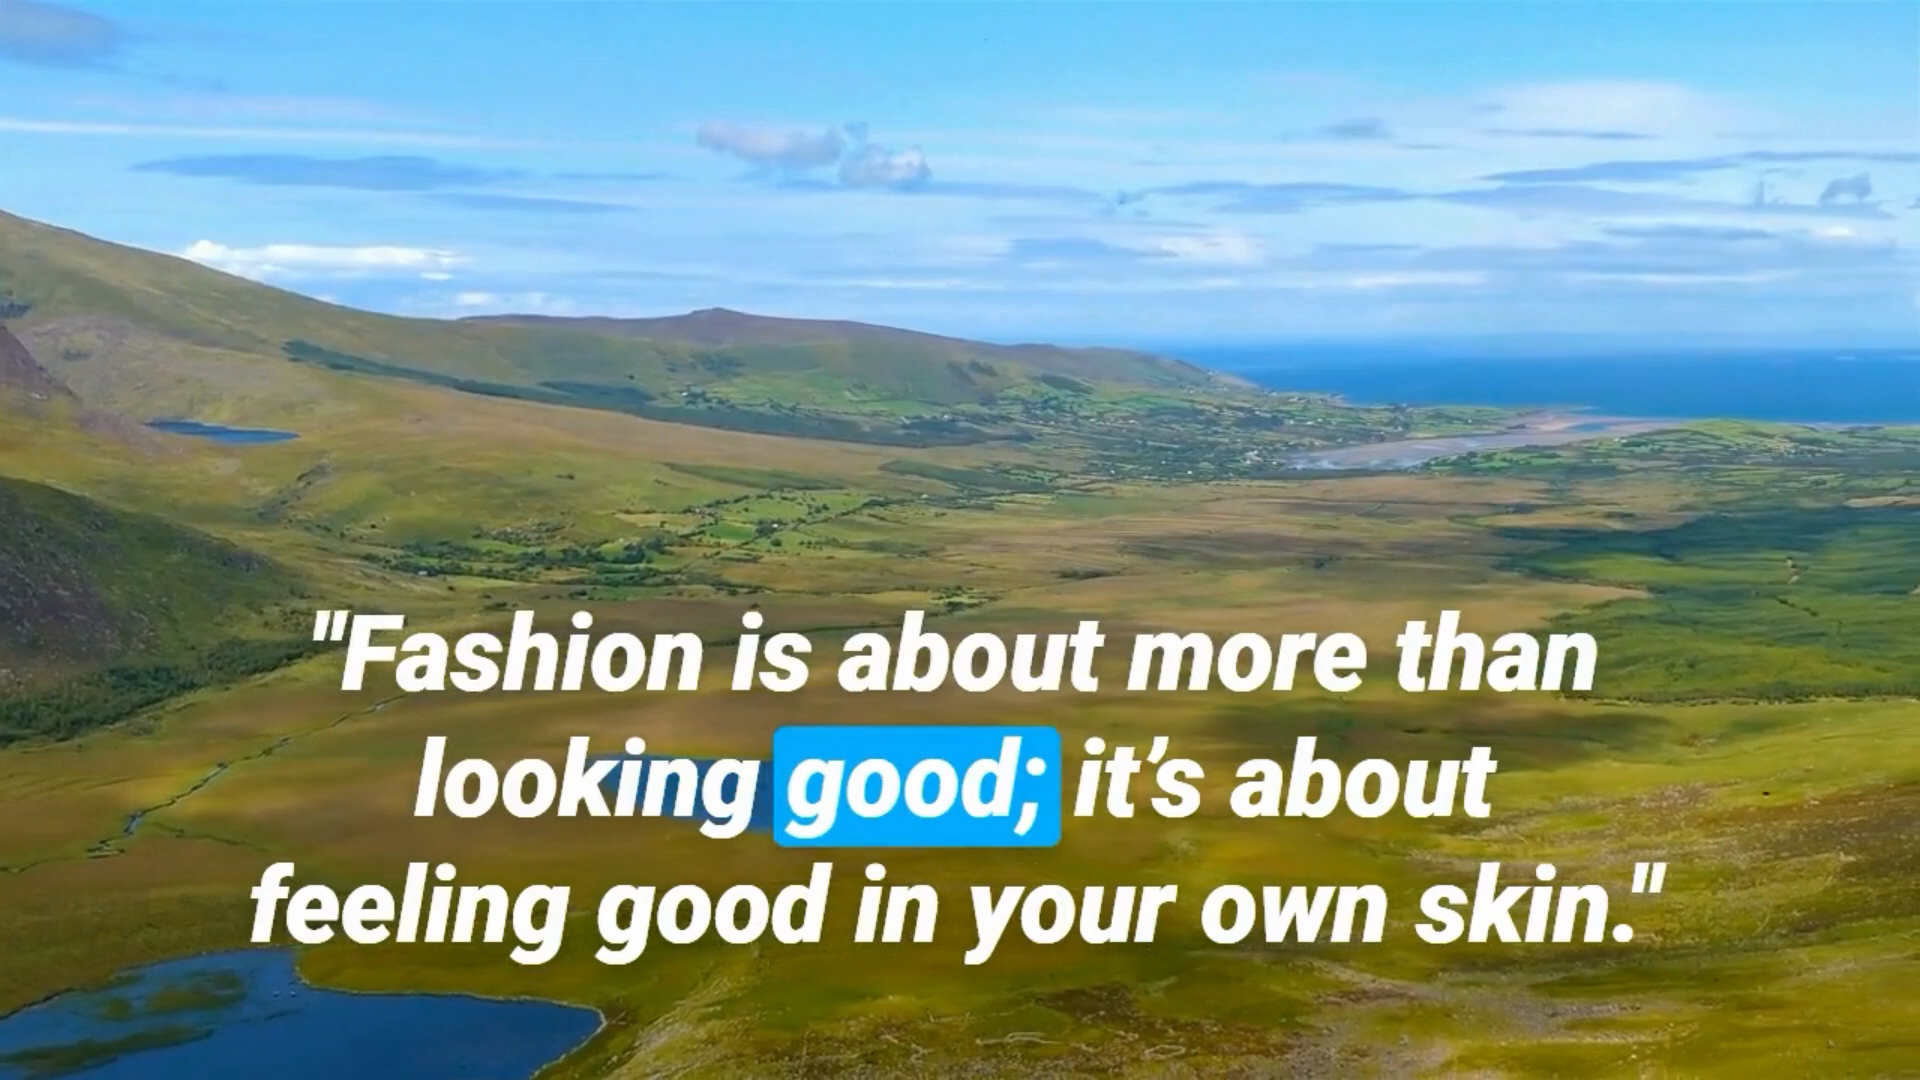 "Fashion is about more than
looking good; it’s about
feeling good in your own skin."